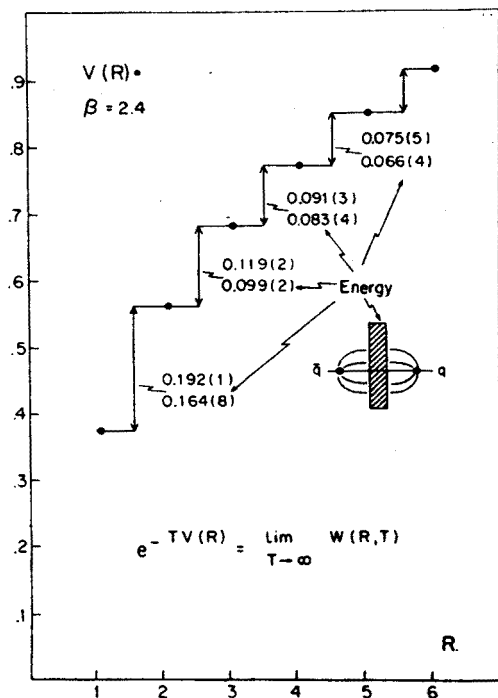 V(R)•
β = 2.4
.9
.8
.7
.6
.5
.4
.3
.2
.1
0.075(5)
0.066(4)
0.091(3)
0.083(4)
0.119(2)
0.099(2)
Energy
0.192(1)
0.164(8)
q̄ q
e^{-TV(R)} = lim W(R,T)
T→∞
R
1 2 3 4 5 6